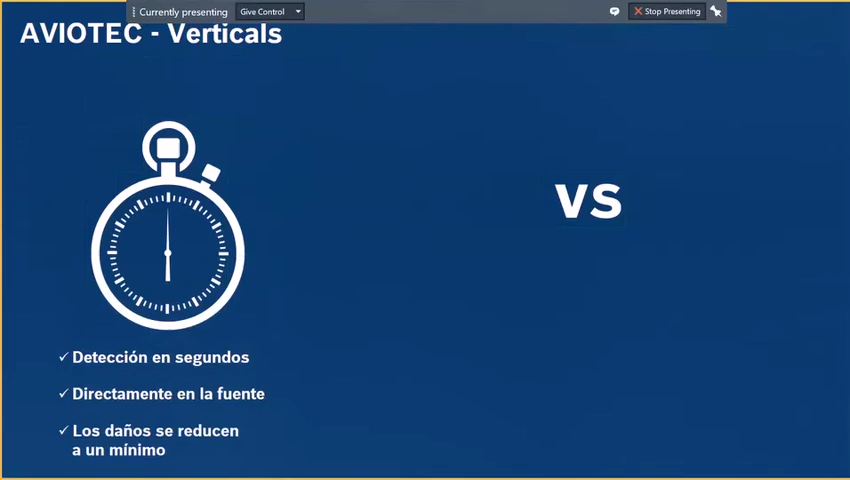 Currently presenting
Give Control
Stop Presenting
AVIOTEC - Verticals
VS
✓ Detección en segundos
✓ Directamente en la fuente
✓ Los daños se reducen
a un mínimo